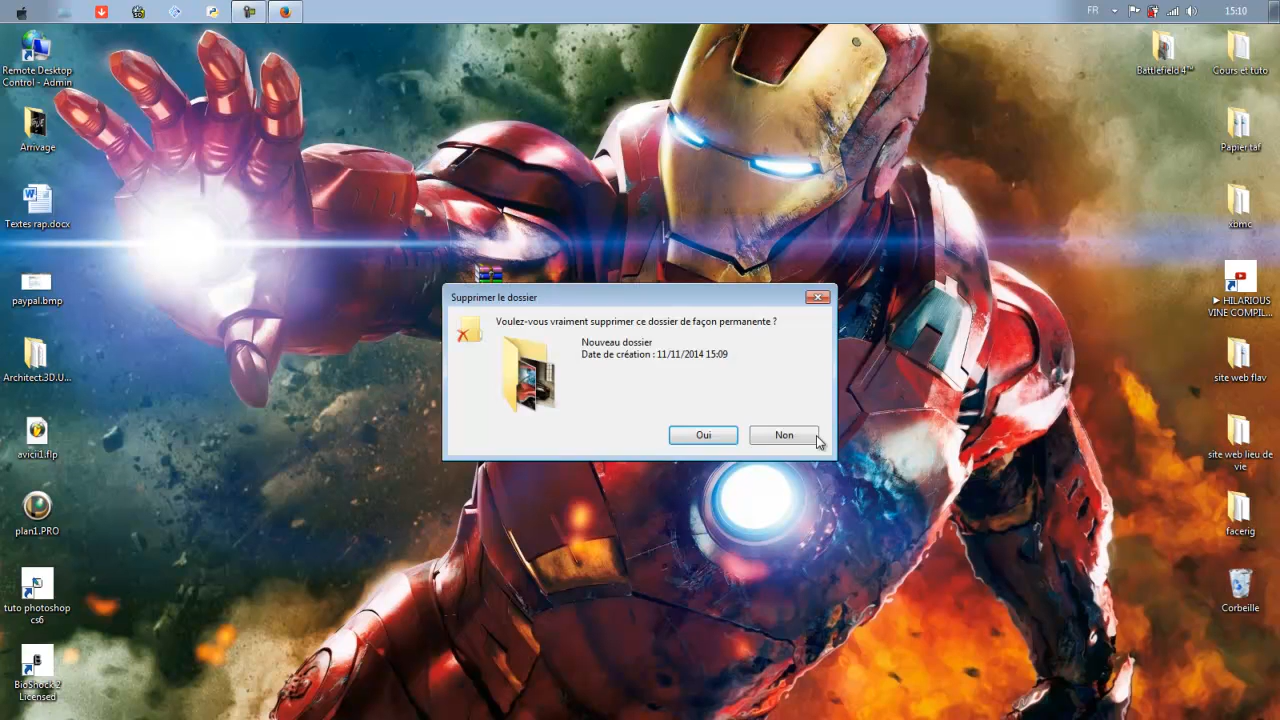 FR
15:10
Remote Desktop
Control - Admin
Arrivage
Textes rap.docx
paypal.bmp
Architect.3D.U...
avicii1.flp
plan1.PRO
tuto photoshop
cs6
BioShock 2
Licensed
Supprimer le dossier
Voulez-vous vraiment supprimer ce dossier de façon permanente ?
Nouveau dossier
Date de création : 11/11/2014 15:09
Oui
Non
Battlefield 4™
Cours et tuto
Papier taf
xbmc
► HILARIOUS
VINE COMPIL...
site web flav
site web lieu de
vie
facerig
Corbeille